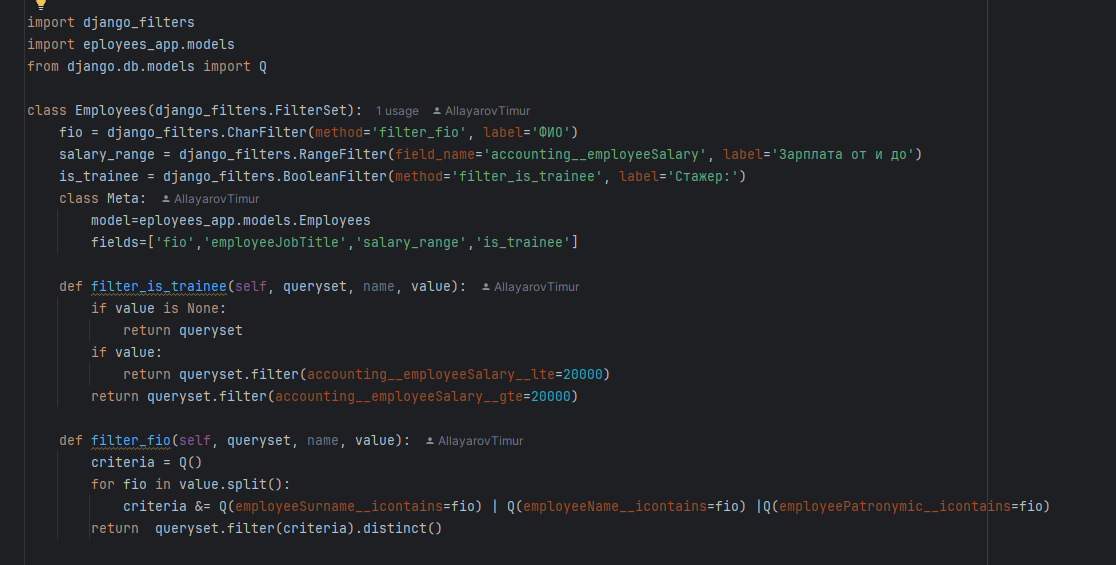 import django_filters
import eployees_app.models
from django.db.models import Q
class Employees(django_filters.FilterSet): 1 usage AllayarovTimur
fio = django_filters.CharFilter(method='filter_fio', label='ФИО')
salary_range = django_filters.RangeFilter(field_name='accounting__employeeSalary', label='Зарплата от и до')
is_trainee = django_filters.BooleanFilter(method='filter_is_trainee', label='Стажер:')
class Meta: AllayarovTimur
model=eployees_app.models.Employees
fields=['fio','employeeJobTitle','salary_range','is_trainee']
def filter_is_trainee(self, queryset, name, value): AllayarovTimur
if value is None:
return queryset
if value:
return queryset.filter(accounting__employeeSalary__lte=20000)
return queryset.filter(accounting__employeeSalary__gte=20000)
def filter_fio(self, queryset, name, value): AllayarovTimur
criteria = Q()
for fio in value.split():
criteria &= Q(employeeSurname__icontains=fio) | Q(employeeName__icontains=fio) |Q(employeePatronymic__icontains=fio)
return  queryset.filter(criteria).distinct()